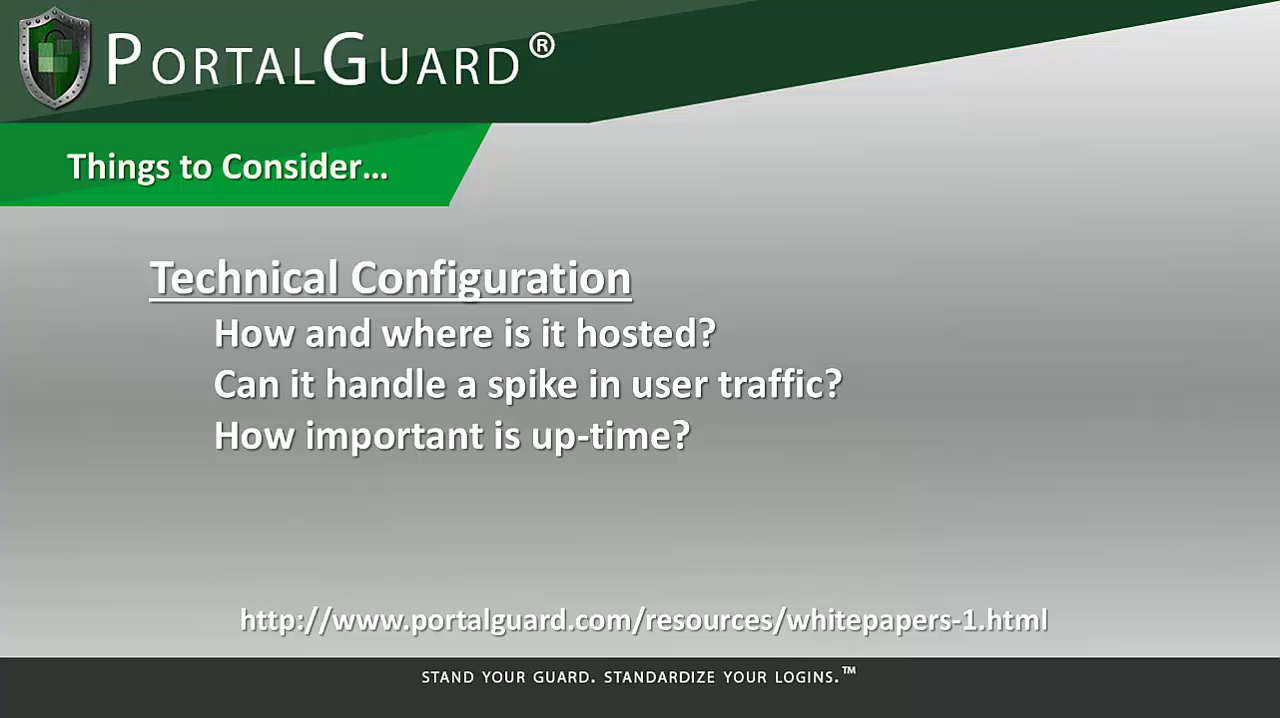 PORTALGUARD®
Things to Consider...
Technical Configuration
How and where is it hosted?
Can it handle a spike in user traffic?
How important is up-time?
http://www.portalguard.com/resources/whitepapers-1.html
STAND YOUR GUARD. STANDARDIZE YOUR LOGINS.™